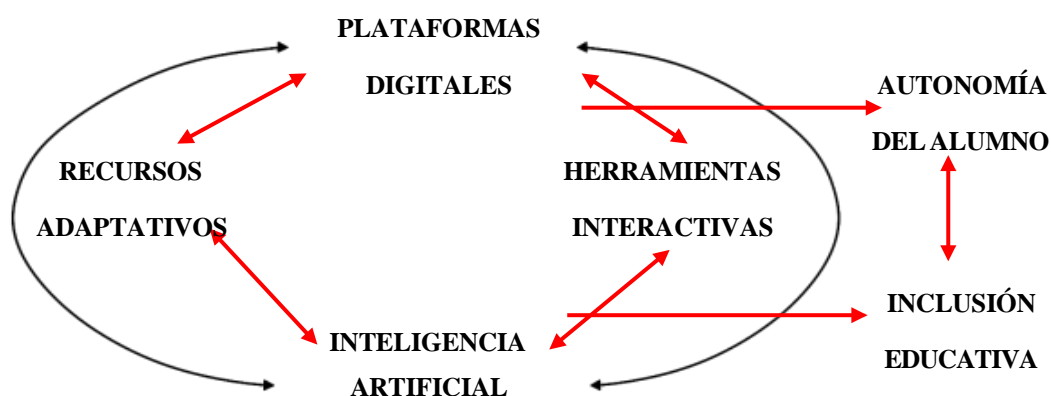 PLATAFORMAS
DIGITALES
AUTONOMÍA
DEL ALUMNO
RECURSOS
ADAPTATIVOS
HERRAMIENTAS
INTERACTIVAS
INTELIGENCIA
ARTIFICIAL
INCLUSIÓN
EDUCATIVA